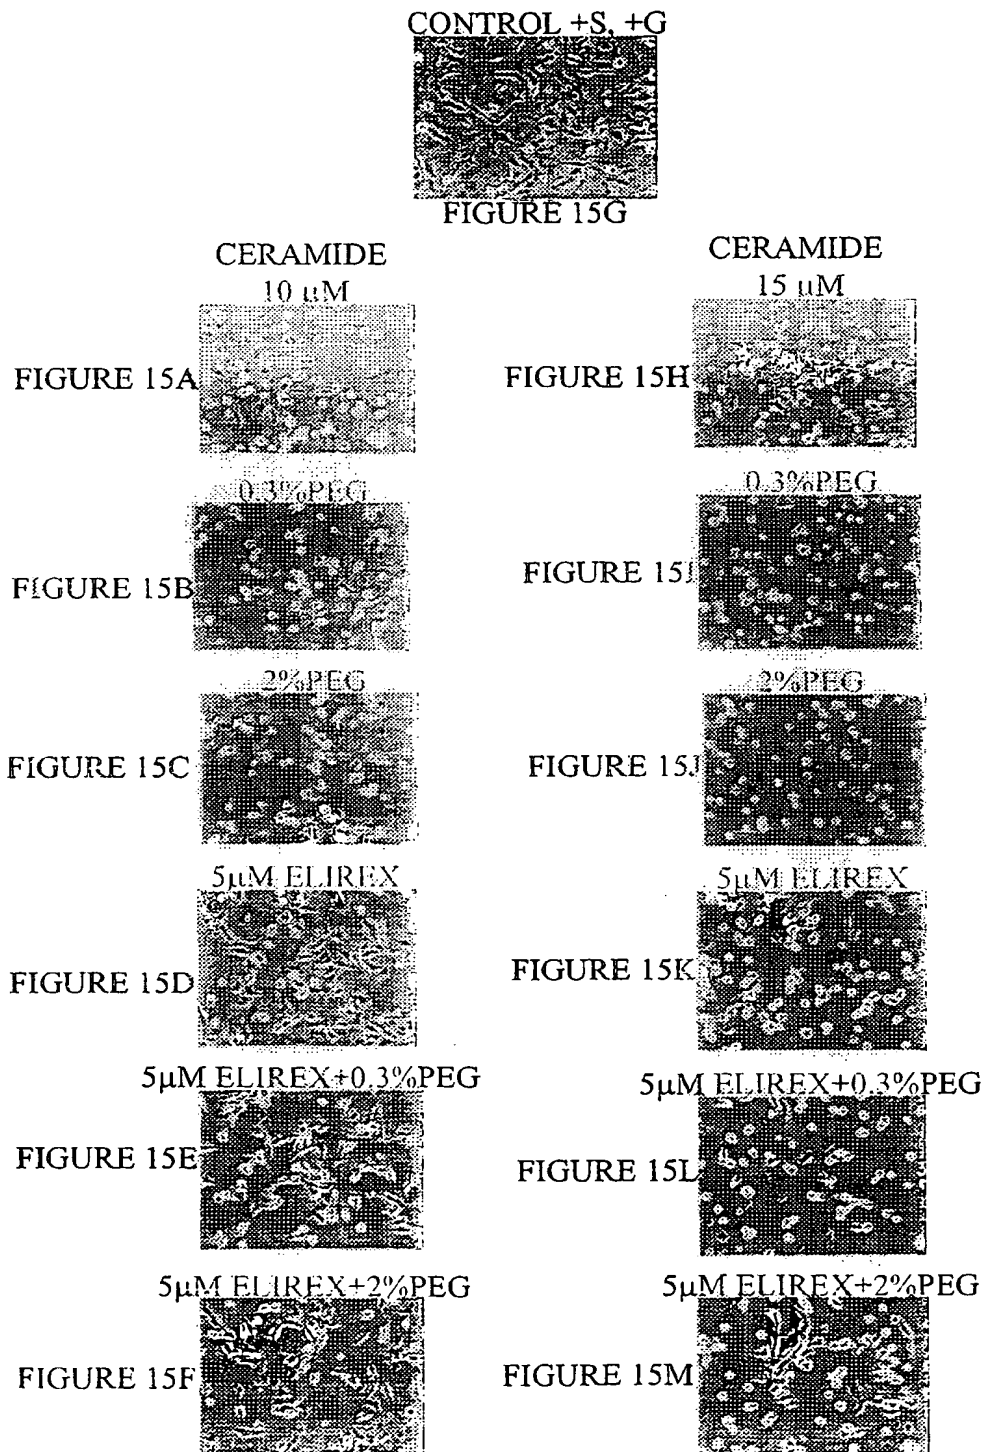 CONTROL +S, +G
FIGURE 15G
CERAMIDE
10 µM
FIGURE 15A
0.3%PEG
FIGURE 15B
2%PEG
FIGURE 15C
5µM ELIREX
FIGURE 15D
5µM ELIREX+0.3%PEG
FIGURE 15E
5µM ELIREX+2%PEG
FIGURE 15F
CERAMIDE
15 µM
FIGURE 15H
0.3%PEG
FIGURE 15I
2%PEG
FIGURE 15J
5µM ELIREX
FIGURE 15K
5µM ELIREX+0.3%PEG
FIGURE 15L
5µM ELIREX+2%PEG
FIGURE 15M